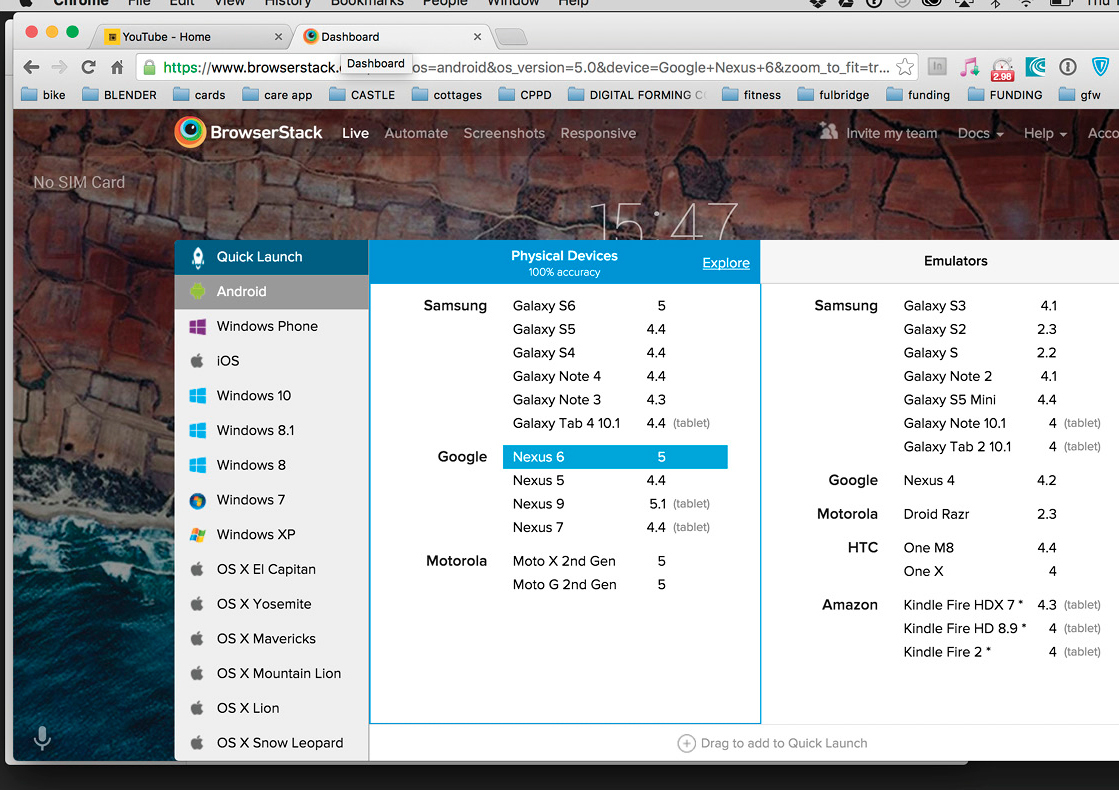 Chrome File Edit View History Bookmarks People Window Help Thu
YouTube - Home Dashboard
https://www.browserstack. os=android&os_version=5.0&device=Google+Nexus+6&zoom_to_fit=tr...
Dashboard
2.98
bike BLENDER cards care app CASTLE cottages CPPD DIGITAL FORMING fitness fulbridge funding FUNDING gfw
BrowserStack Live Automate Screenshots Responsive Invite my team Docs Help Acco
No SIM Card
15:47
Quick Launch
Android
Windows Phone
iOS
Windows 10
Windows 8.1
Windows 8
Windows 7
Windows XP
OS X El Capitan
OS X Yosemite
OS X Mavericks
OS X Mountain Lion
OS X Lion
OS X Snow Leopard
Physical Devices
100% accuracy
Explore
Samsung Galaxy S6 5
Galaxy S5 4.4
Galaxy S4 4.4
Galaxy Note 4 4.4
Galaxy Note 3 4.3
Galaxy Tab 4 10.1 4.4 (tablet)
Google Nexus 6 5
Nexus 5 4.4
Nexus 9 5.1 (tablet)
Nexus 7 4.4 (tablet)
Motorola Moto X 2nd Gen 5
Moto G 2nd Gen 5
Emulators
Samsung Galaxy S3 4.1
Galaxy S2 2.3
Galaxy S 2.2
Galaxy Note 2 4.1
Galaxy S5 Mini 4.4
Galaxy Note 10.1 4 (tablet)
Galaxy Tab 2 10.1 4 (tablet)
Google Nexus 4 4.2
Motorola Droid Razr 2.3
HTC One M8 4.4
One X 4
Amazon Kindle Fire HDX 7 * 4.3 (tablet)
Kindle Fire HD 8.9 * 4 (tablet)
Kindle Fire 2 * 4 (tablet)
Drag to add to Quick Launch